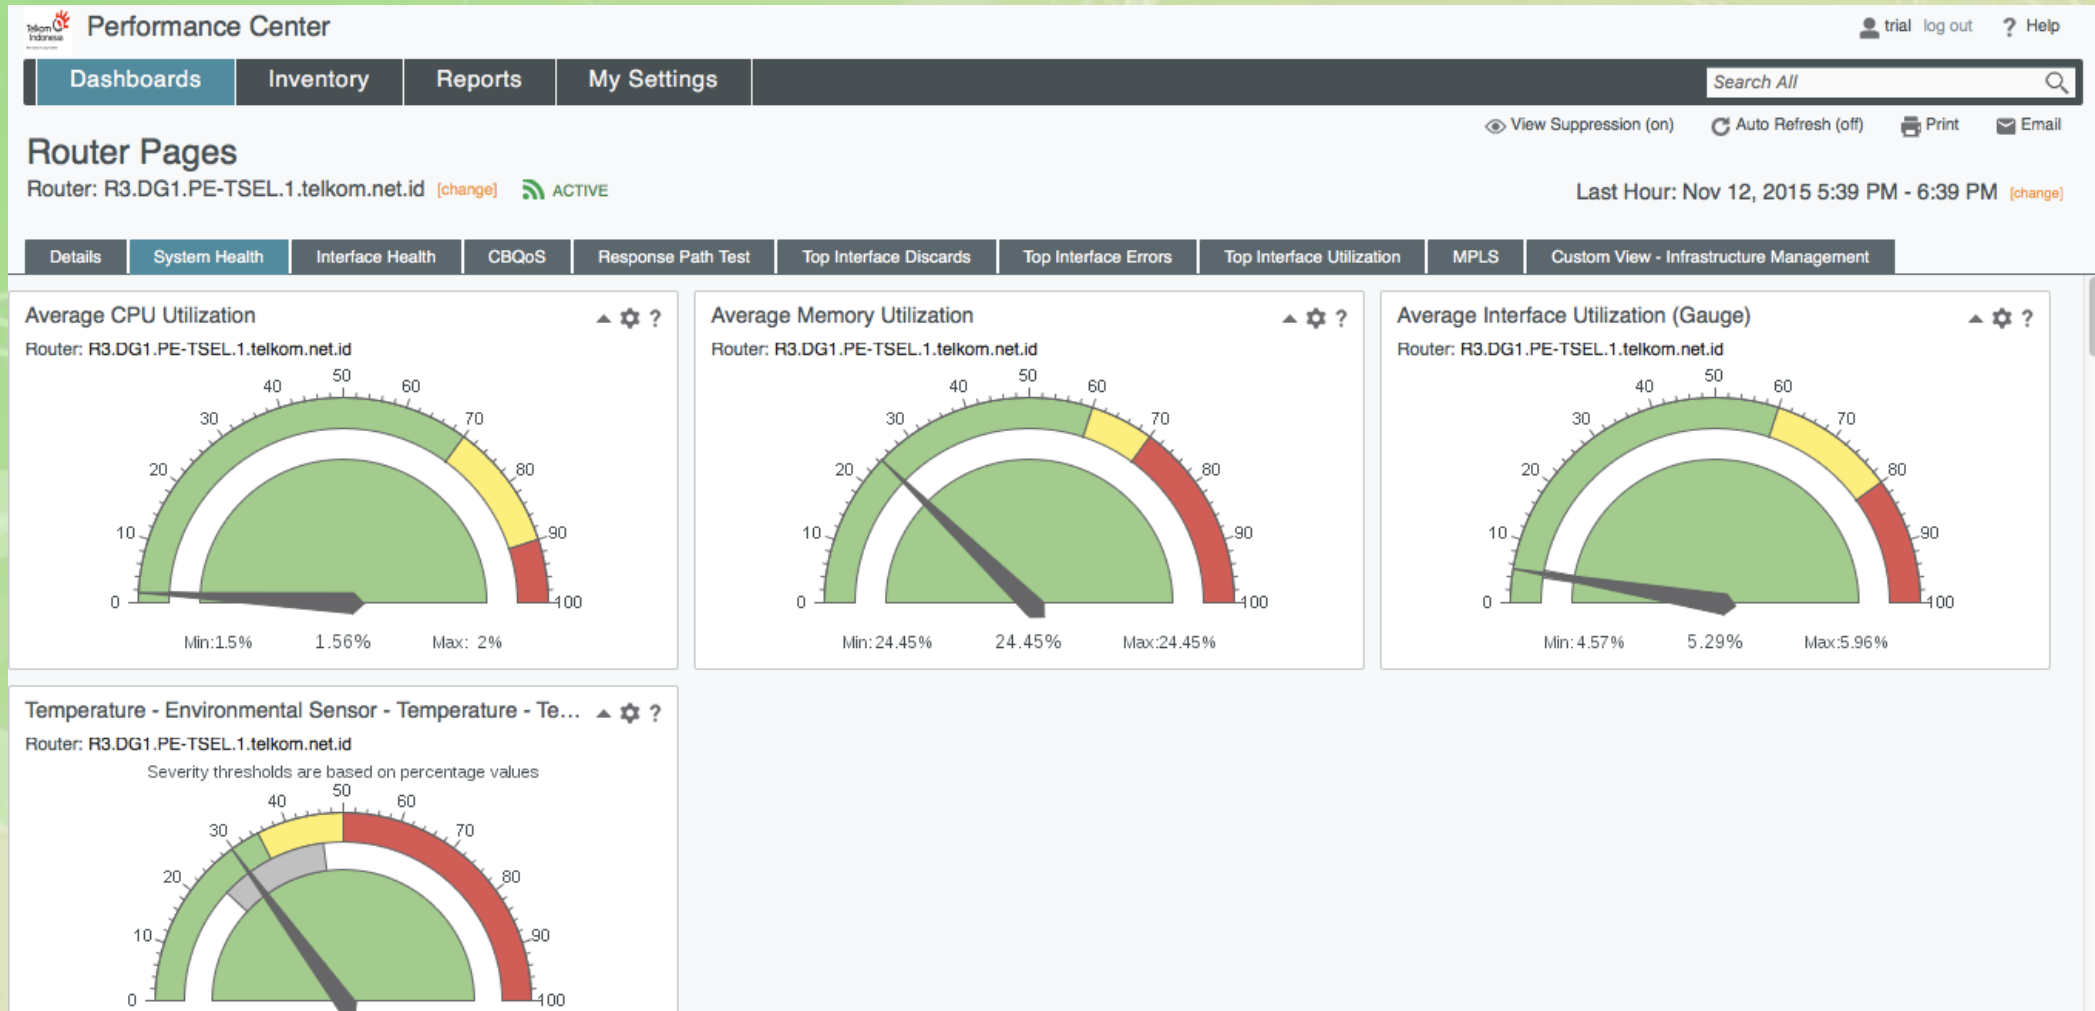 Telkom
Indonesia
Performance Center
trial log out ? Help
Dashboards Inventory Reports My Settings
Search All
View Suppression (on) Auto Refresh (off) Print Email
Router Pages
Router: R3.DG1.PE-TSEL.1.telkom.net.id [change] ACTIVE
Last Hour: Nov 12, 2015 5:39 PM - 6:39 PM [change]
Details System Health Interface Health CBQoS Response Path Test Top Interface Discards Top Interface Errors Top Interface Utilization MPLS Custom View - Infrastructure Management
Average CPU Utilization ?
Router: R3.DG1.PE-TSEL.1.telkom.net.id
0 10 20 30 40 50 60 70 80 90 100
Min:1.5% 1.56% Max: 2%
Average Memory Utilization ?
Router: R3.DG1.PE-TSEL.1.telkom.net.id
0 10 20 30 40 50 60 70 80 90 100
Min:24.45% 24.45% Max:24.45%
Average Interface Utilization (Gauge) ?
Router: R3.DG1.PE-TSEL.1.telkom.net.id
0 10 20 30 40 50 60 70 80 90 100
Min:4.57% 5.29% Max:5.96%
Temperature - Environmental Sensor - Temperature - Te... ?
Router: R3.DG1.PE-TSEL.1.telkom.net.id
Severity thresholds are based on percentage values
0 10 20 30 40 50 60 70 80 90 100